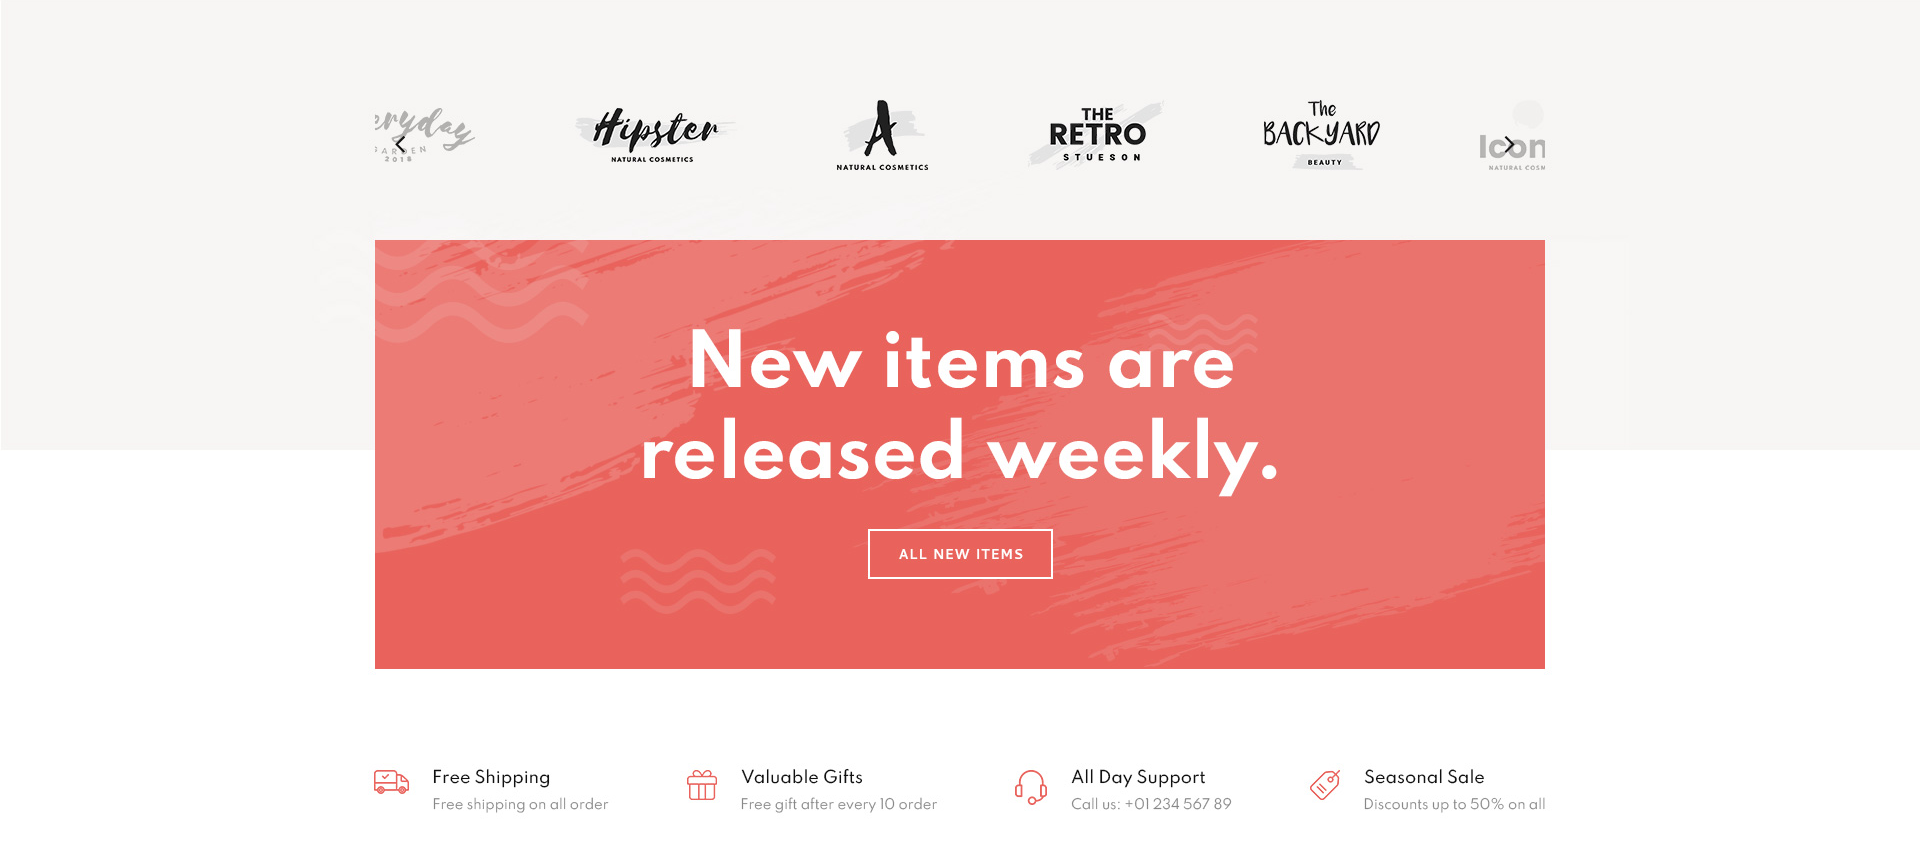 eryday
GARDEN
2018
Hipster
NATURAL COSMETICS
A
NATURAL COSMETICS
THE
RETRO
STUESON
The
BACKYARD
BEAUTY
Icon
NATURAL COSM
New items are
released weekly.
ALL NEW ITEMS
Free Shipping
Free shipping on all order
Valuable Gifts
Free gift after every 10 order
All Day Support
Call us: +01 234 567 89
Seasonal Sale
Discounts up to 50% on all